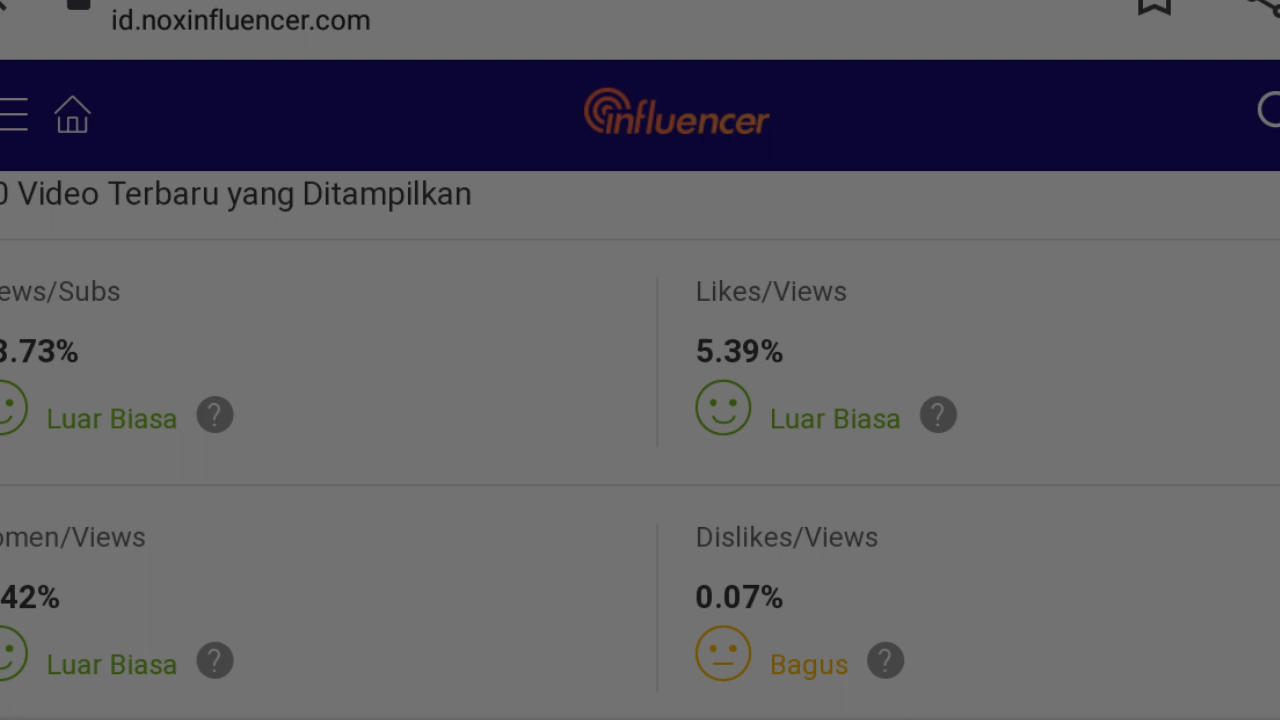 id.noxinfluencer.com
influencer
0 Video Terbaru yang Ditampilkan
ews/Subs
Likes/Views
3.73%
5.39%
Luar Biasa ?
Luar Biasa ?
omen/Views
Dislikes/Views
42%
0.07%
Luar Biasa ?
Bagus ?